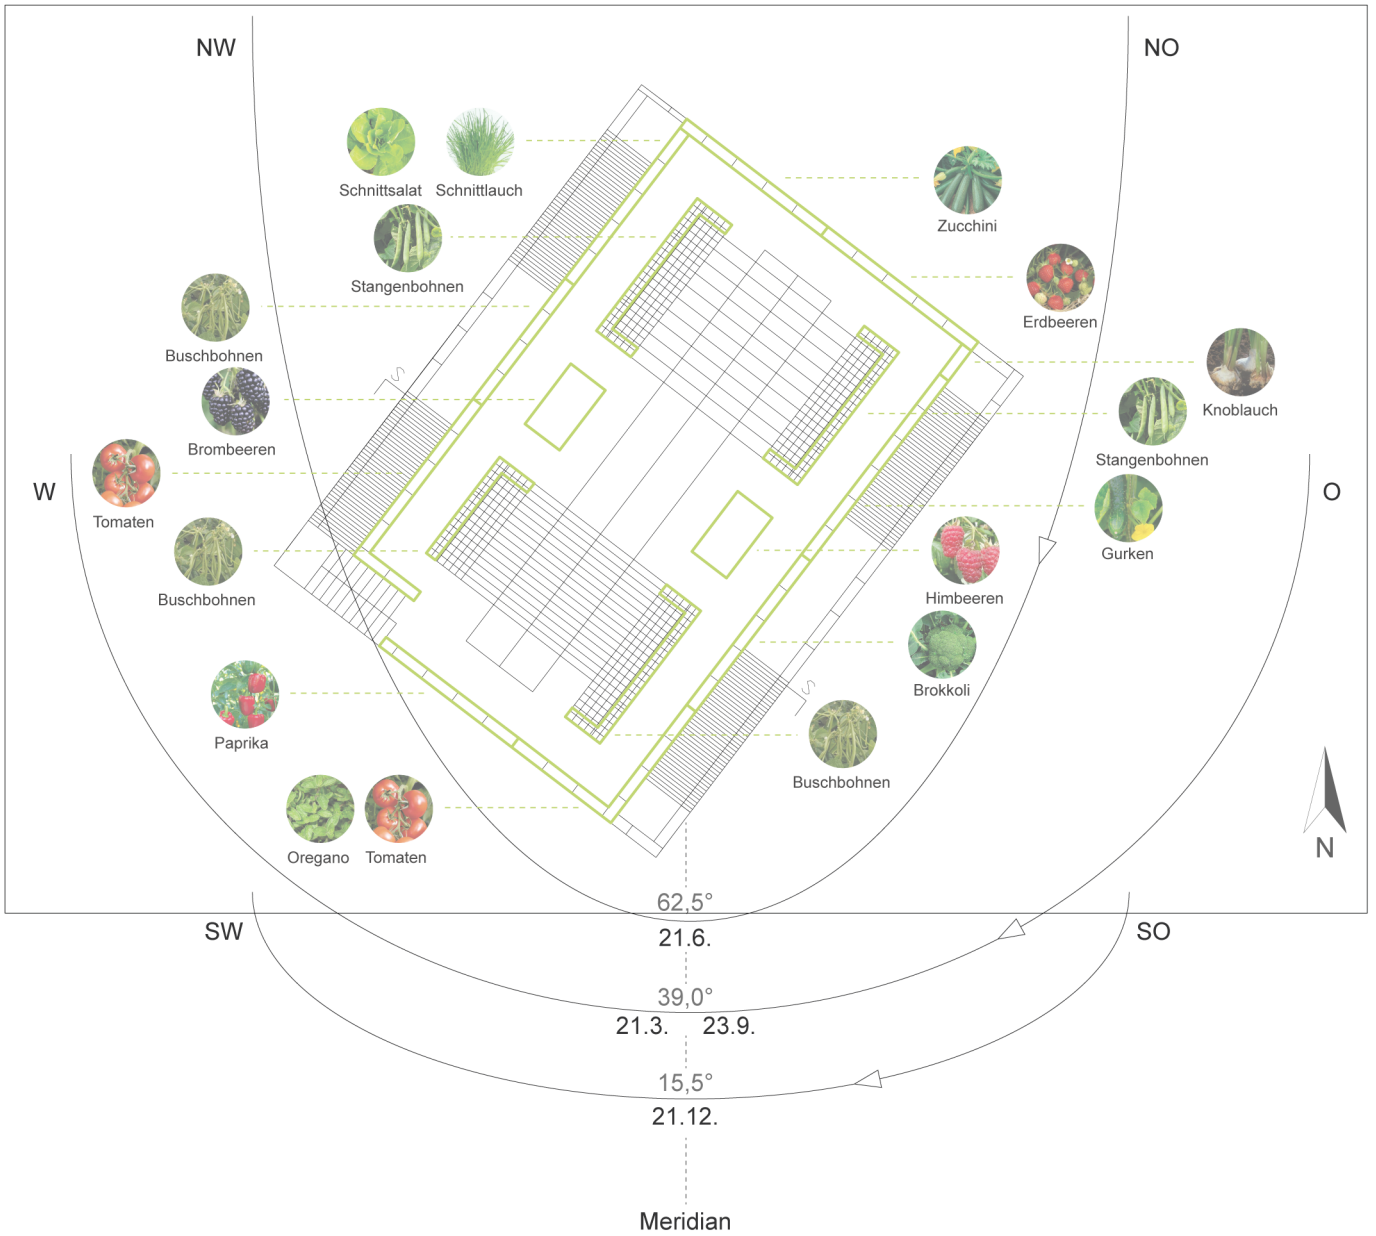 NW
NO
Schnittsalat
Schnittlauch
Zucchini
Stangenbohnen
Erdbeeren
Buschbohnen
S
Knoblauch
Brombeeren
Stangenbohnen
W
O
Tomaten
Gurken
Buschbohnen
Himbeeren
Brokkoli
S
Paprika
Buschbohnen
N
Oregano
Tomaten
62,5°
SW
21.6.
SO
39,0°
21.3.
23.9.
15,5°
21.12.
Meridian